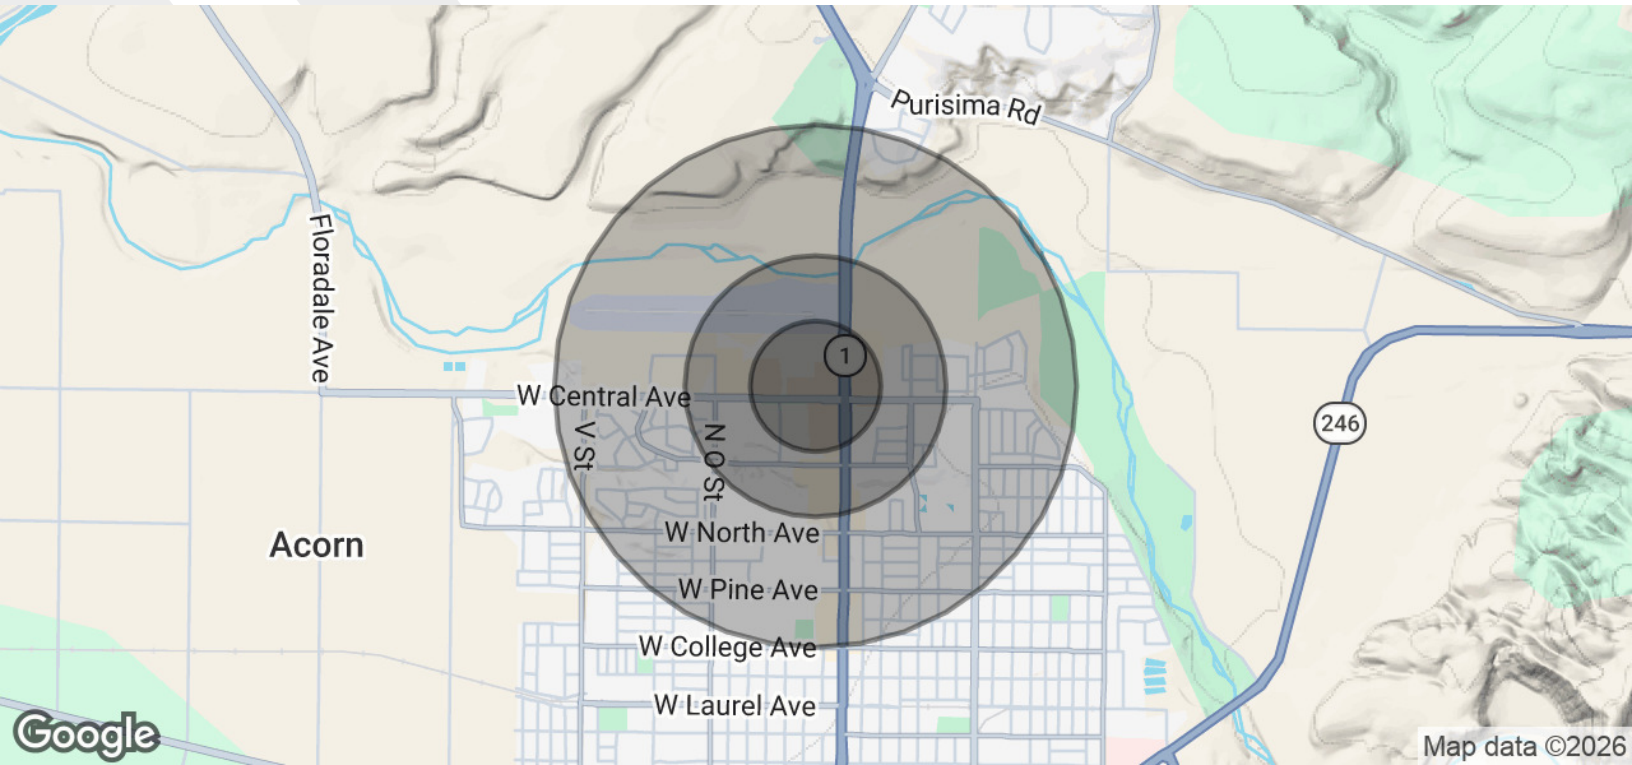 Purisima Rd
Floradale Ave
1
W Central Ave
246
V St
N O St
W North Ave
Acorn
W Pine Ave
W College Ave
W Laurel Ave
Google
Map data ©2026